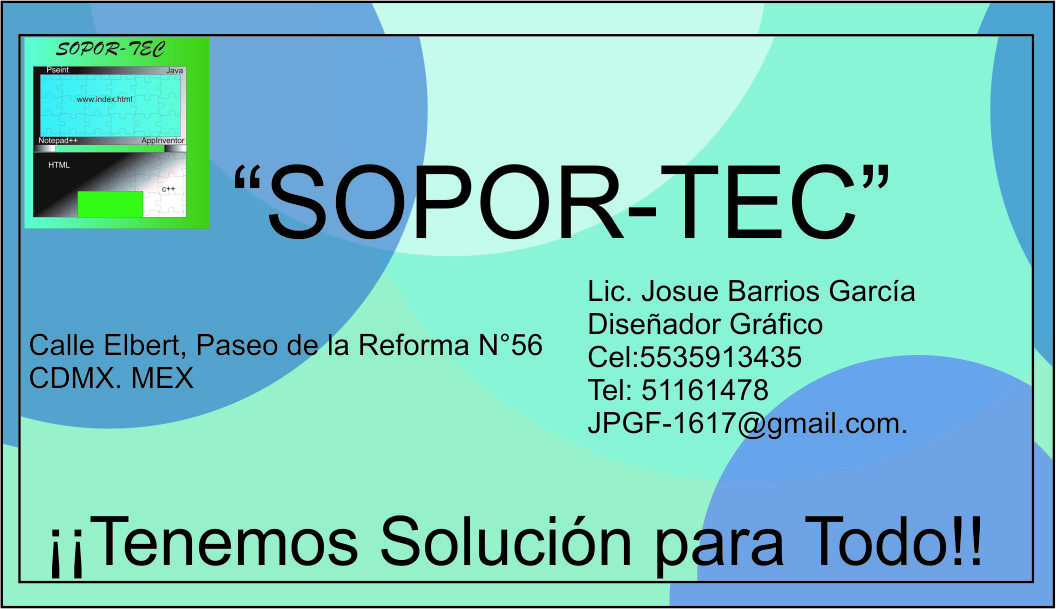 SOPOR-TEC
Pseint
Java
www.index.html
Notepad++
AppInventor
HTML
c++
“SOPOR-TEC”
Calle Elbert, Paseo de la Reforma N°56
CDMX. MEX
Lic. Josue Barrios García
Diseñador Gráfico
Cel:5535913435
Tel: 51161478
JPGF-1617@gmail.com.
¡¡Tenemos Solución para Todo!!